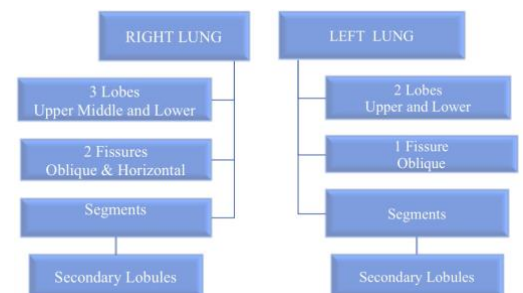 RIGHT LUNG
3 Lobes
Upper Middle and Lower
2 Fissures
Oblique & Horizontal
Segments
Secondary Lobules
LEFT LUNG
2 Lobes
Upper and Lower
1 Fissure
Oblique
Segments
Secondary Lobules